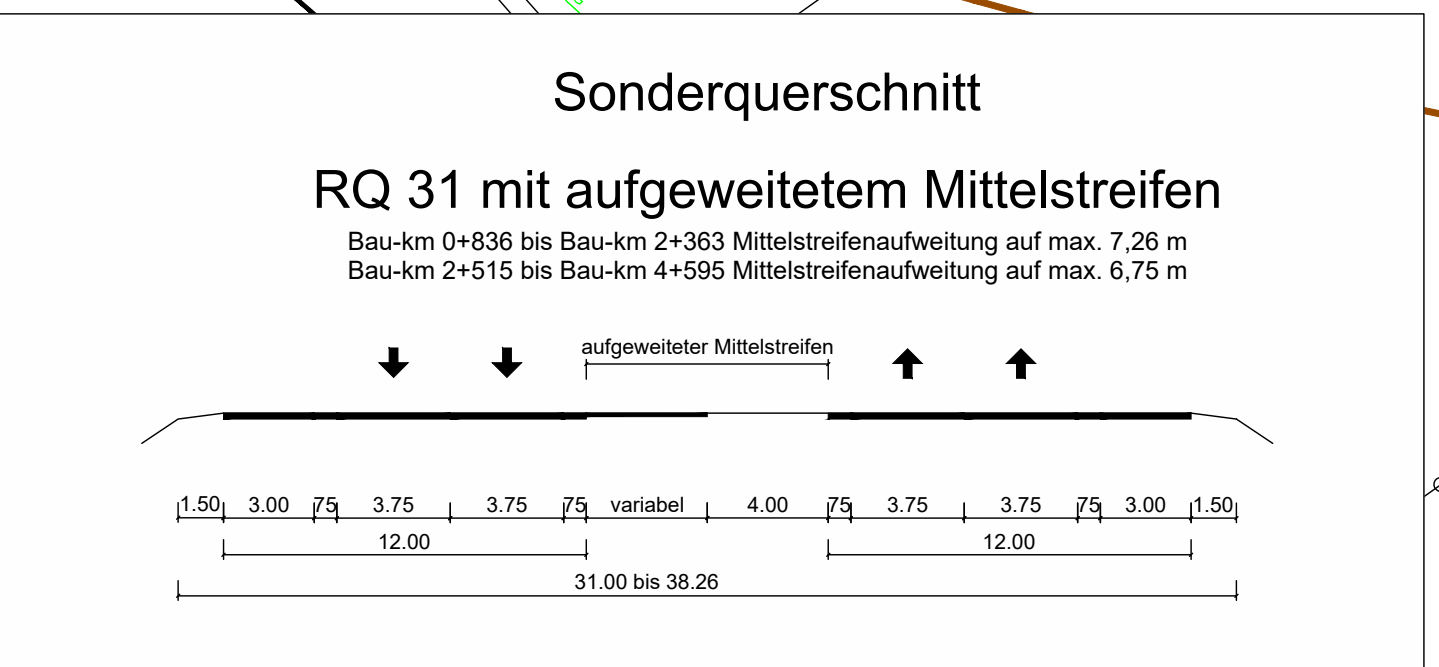 Sonderquerschnitt
RQ 31 mit aufgeweitetem Mittelstreifen
Bau-km 0+836 bis Bau-km 2+363 Mittelstreifenaufweitung auf max. 7,26 m
Bau-km 2+515 bis Bau-km 4+595 Mittelstreifenaufweitung auf max. 6,75 m
aufgeweiteter Mittelstreifen
1.50 3.00 75 3.75 3.75 75 variabel 4.00 75 3.75 3.75 75 3.00 1.50
12.00 12.00
31.00 bis 38.26